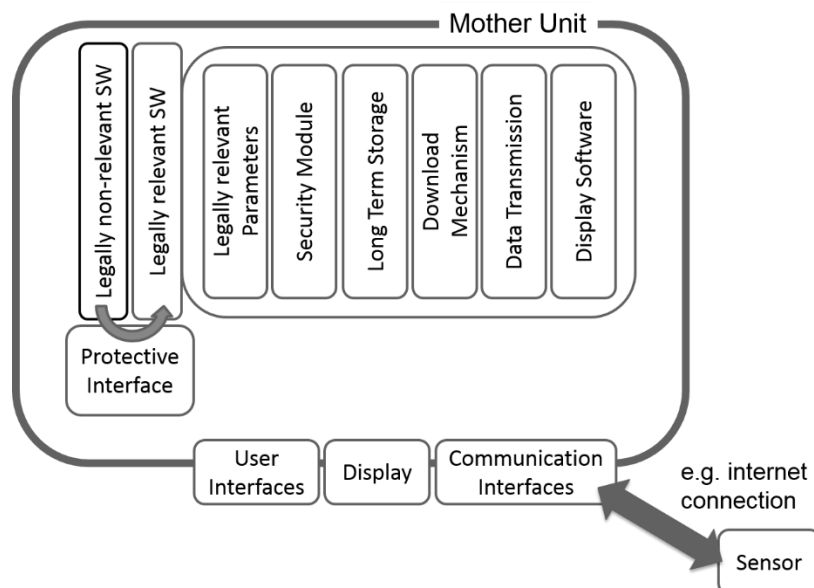 Mother Unit
Legally non-relevant SW
Legally relevant SW
Legally relevant
Parameters
Security Module
Long Term Storage
Download
Mechanism
Data Transmission
Display Software
Protective
Interface
User
Interfaces
Display
Communication
Interfaces
e.g. internet
connection
Sensor